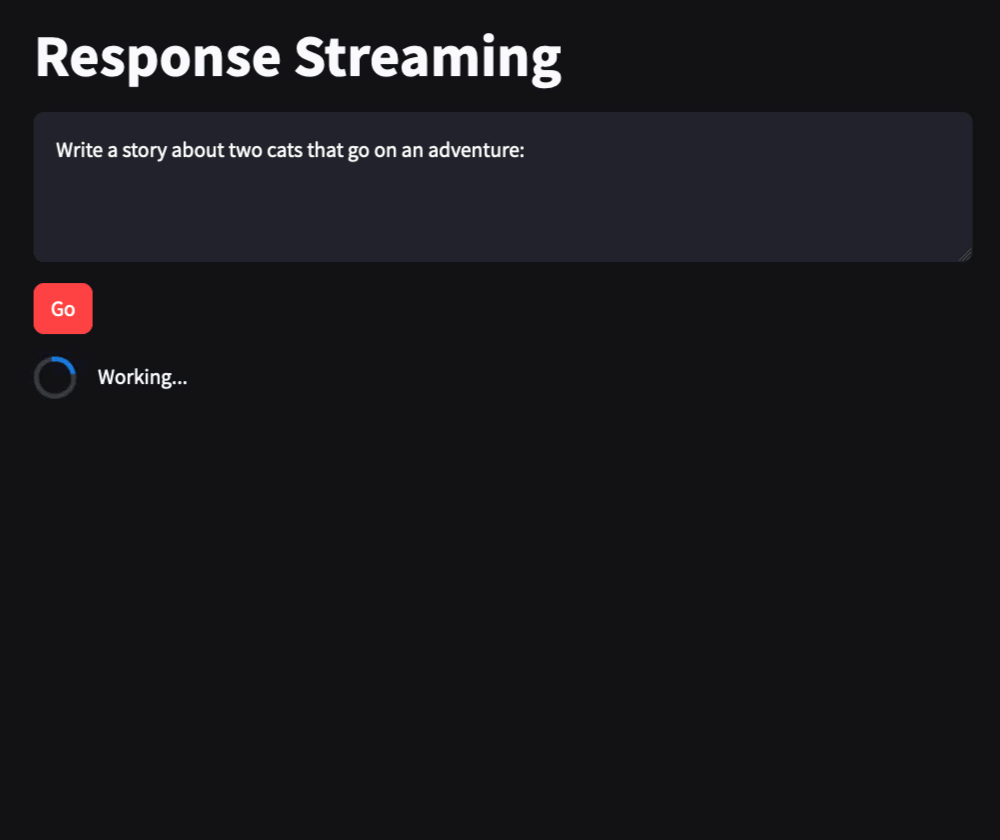 Response Streaming
Write a story about two cats that go on an adventure:
Go
Working...